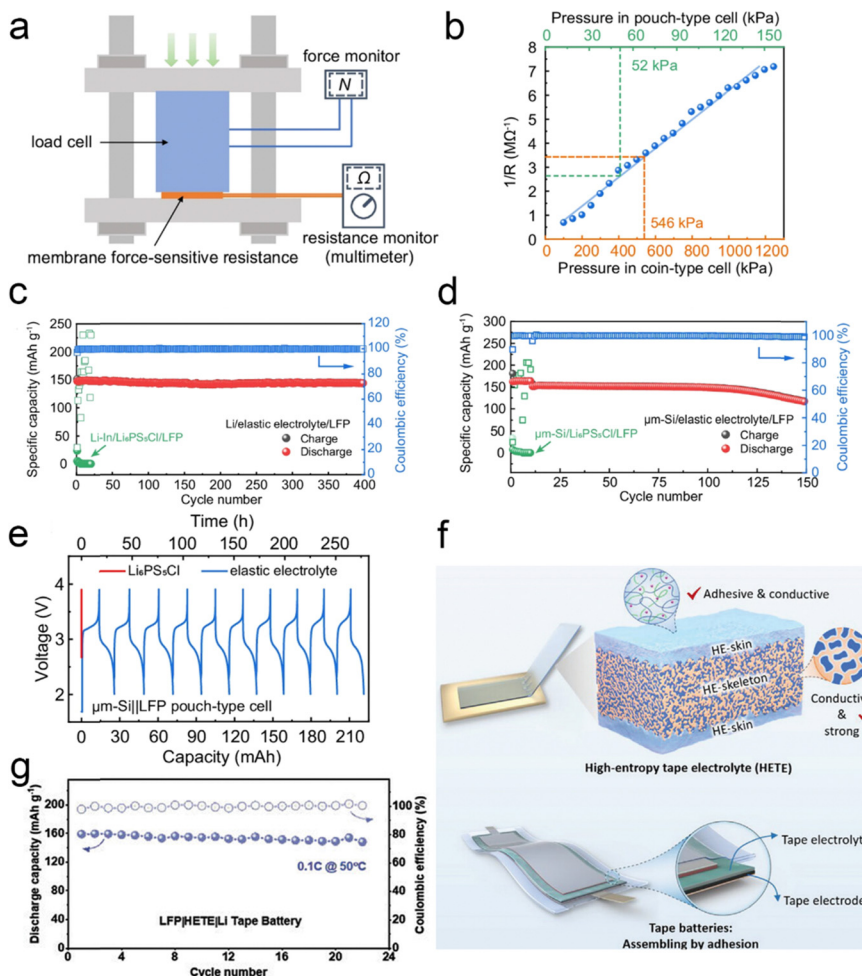 a
force monitor
N
load cell
Ω
resistance monitor
(multimeter)
membrane force-sensitive resistance
b
Pressure in pouch-type cell (kPa)
0 30 60 90 120 150
8
7
6
5
4
3
2
1
0
1/R (MΩ⁻¹)
52 kPa
546 kPa
200 400 600 800 1000 1200
Pressure in coin-type cell (kPa)
c
Specific capacity (mAh g⁻¹)
250
200
150
100
50
0
120
100
80
60
40
20
0
Coulombic efficiency (%)
Li/elastic electrolyte/LFP
Li-In/Li₆PS₅Cl/LFP
Charge
Discharge
0 50 100 150 200 250 300 350 400
Cycle number
d
Specific capacity (mAh g⁻¹)
300
250
200
150
100
50
0
100
80
60
40
20
0
Coulombic efficiency (%)
μm-Si/elastic electrolyte/LFP
Charge
μm-Si/Li₆PS₅Cl/LFP
Discharge
0 25 50 75 100 125 150
Cycle number
e
Time (h)
0 50 100 150 200 250
Li₆PS₅Cl
elastic electrolyte
Voltage (V)
4
3
2
μm-Si||LFP pouch-type cell
0 30 60 90 120 150 180 210
Capacity (mAh)
f
Adhesive & conductive
HE-skin
HE-skeleton
HE-skin
Conductiv
&
strong
High-entropy tape electrolyte (HETE)
Tape electrolyt
Tape electrode
Tape batteries:
Assembling by adhesion
g
Discharge capacity (mAh g⁻¹)
200
160
120
80
40
0
100
80
60
40
20
0
Coulombic efficiency (%)
0.1C @ 50°C
LFP|HETE|Li Tape Battery
0 4 8 12 16 20 24
Cycle number